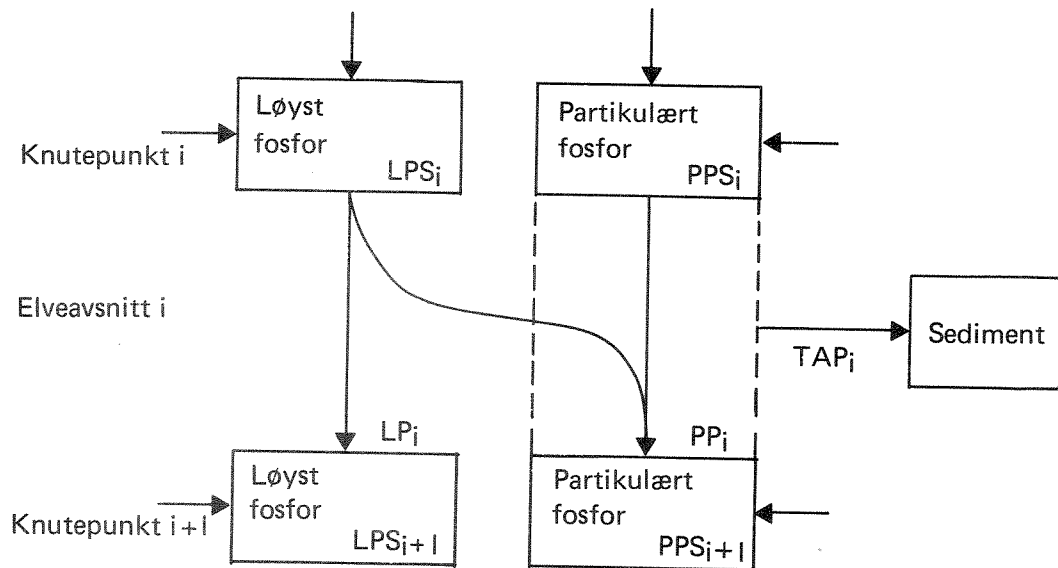 Løyst
fosfor
LPSi
Partikulært
fosfor
PPSi
Knutepunkt i
Elveavsnitt i
TAPi
Sediment
LPi
PPi
Løyst
fosfor
LPSi+1
Partikulært
fosfor
PPSi+1
Knutepunkt i+1